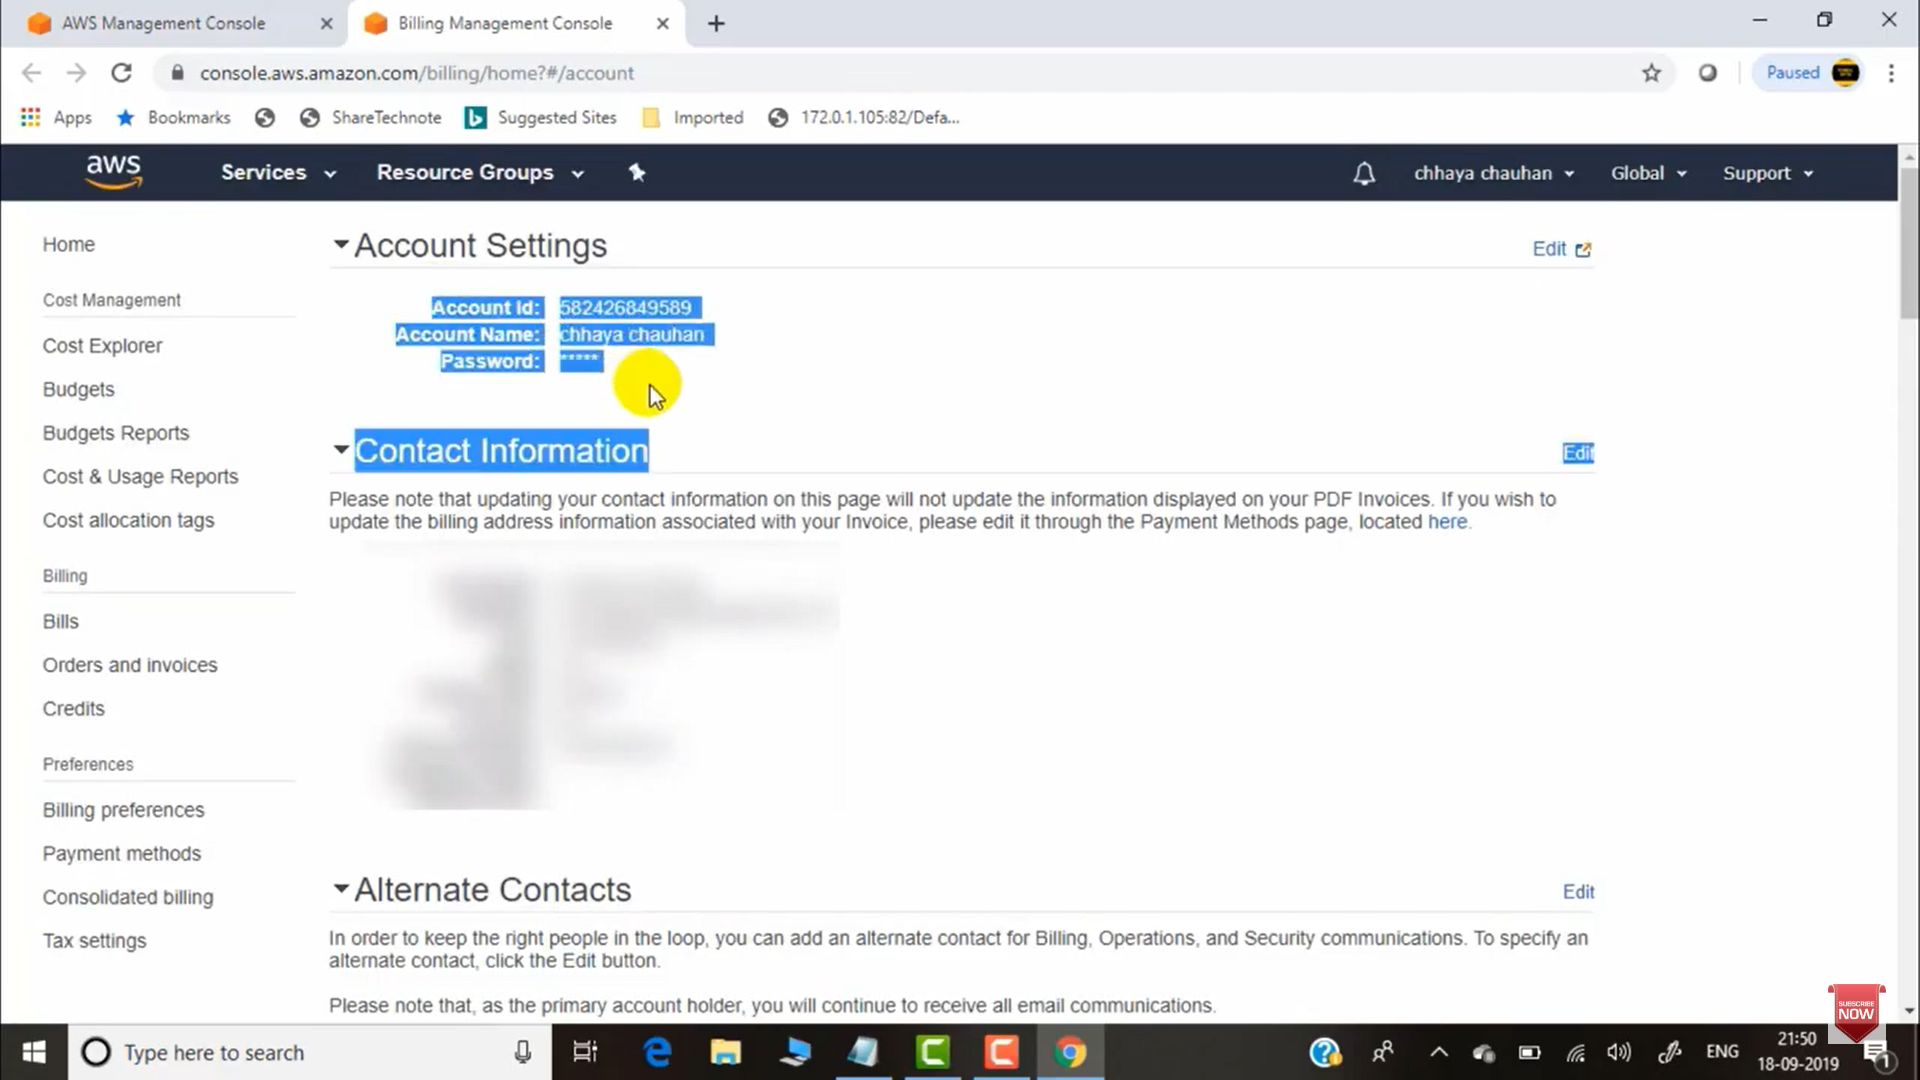 AWS Management Console
Billing Management Console
console.aws.amazon.com/billing/home?#/account
Paused
Apps
Bookmarks
ShareTechnote
Suggested Sites
Imported
172.0.1.105:82/Defa...
aws
Services
Resource Groups
chhaya chauhan
Global
Support
Home
Cost Management
Cost Explorer
Budgets
Budgets Reports
Cost & Usage Reports
Cost allocation tags
Billing
Bills
Orders and invoices
Credits
Preferences
Billing preferences
Payment methods
Consolidated billing
Tax settings
Account Settings
Edit
Account Id: 582426849589
Account Name: chhaya chauhan
Password: *****
Contact Information
Edit
Please note that updating your contact information on this page will not update the information displayed on your PDF Invoices. If you wish to
update the billing address information associated with your Invoice, please edit it through the Payment Methods page, located here.
Alternate Contacts
Edit
In order to keep the right people in the loop, you can add an alternate contact for Billing, Operations, and Security communications. To specify an
alternate contact, click the Edit button.
Please note that, as the primary account holder, you will continue to receive all email communications.
SUBSCRIBE
NOW
Type here to search
ENG
21:50
18-09-2019
1